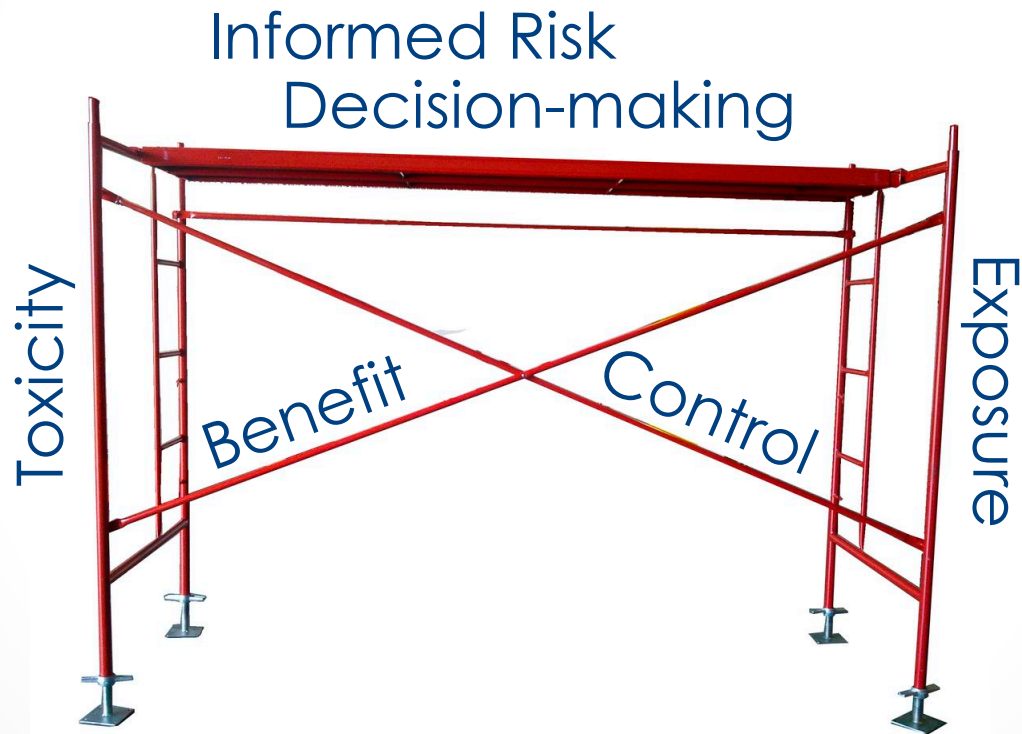 Informed Risk
Decision-making
Toxicity
Benefit
Control
Exposure